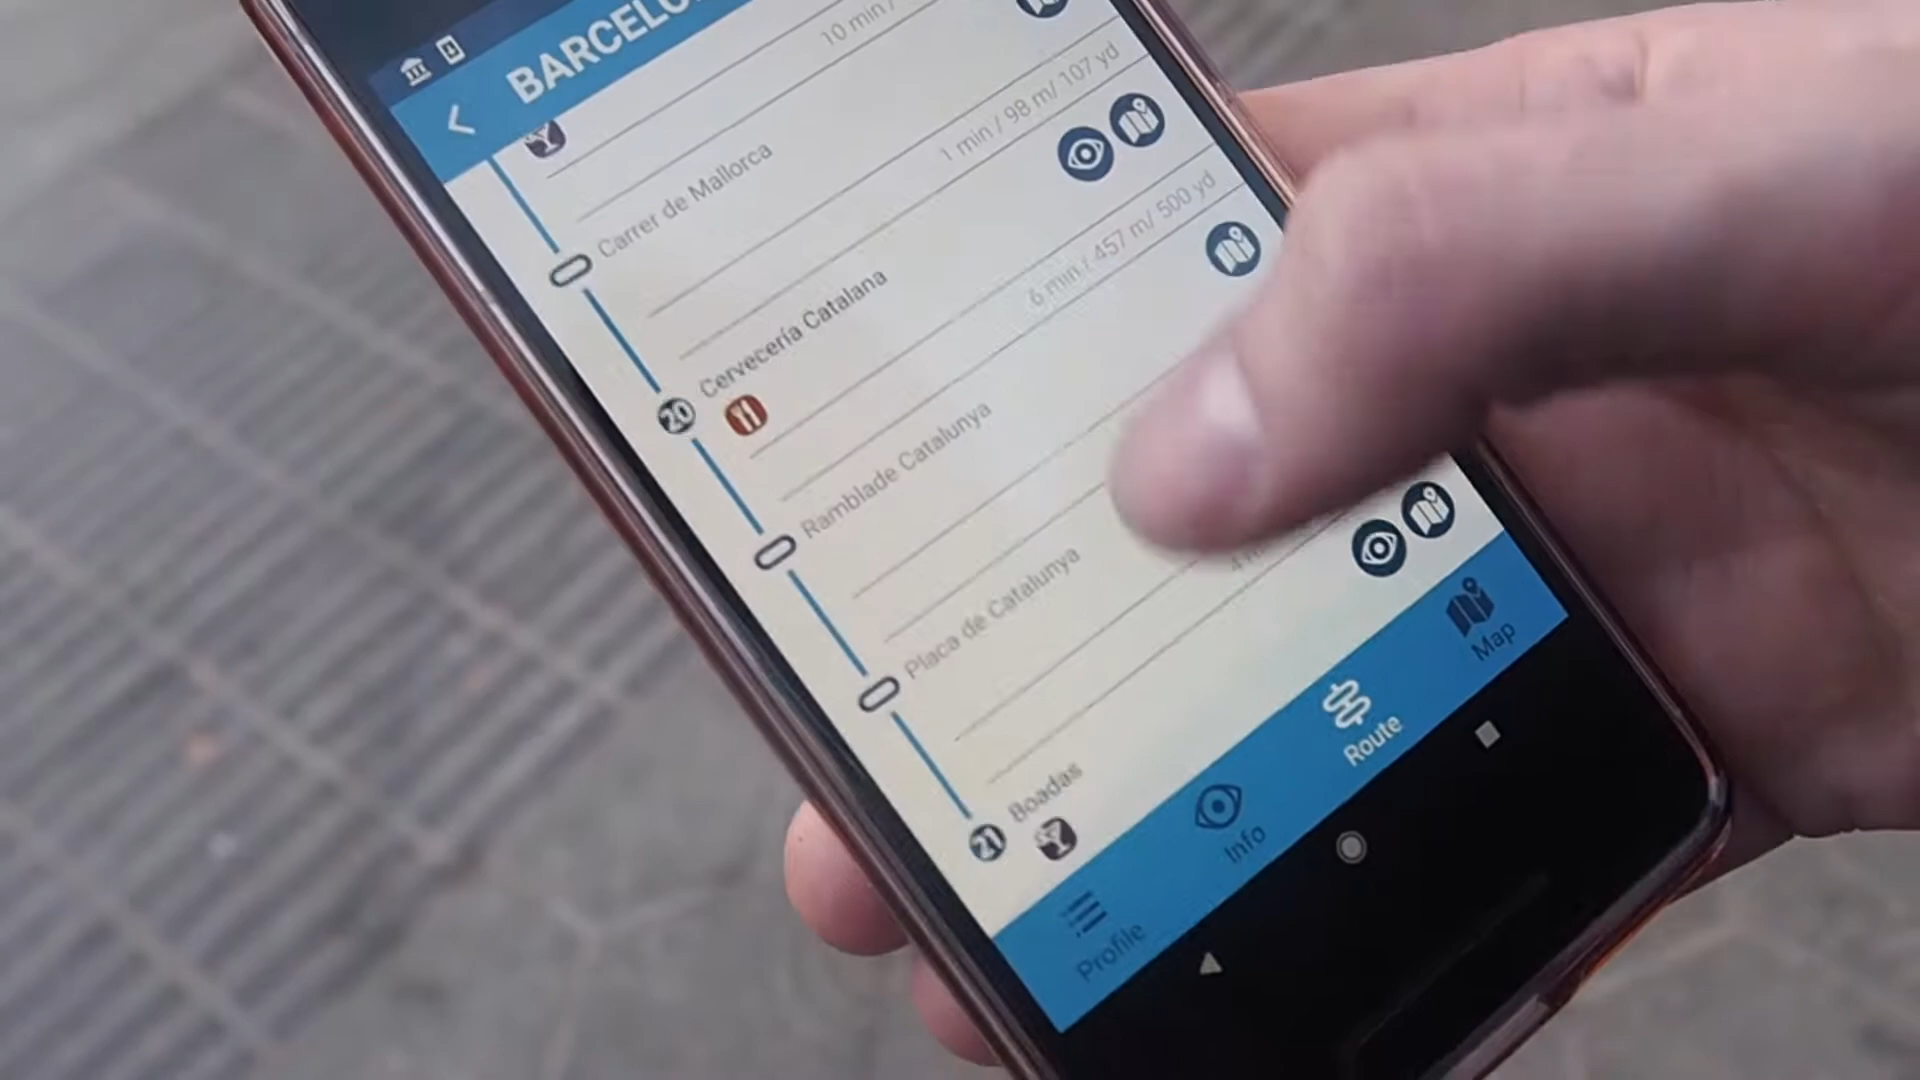 BARCELO
10 min /
Carrer de Mallorca
1 min / 98 m/ 107 yd
20 Cervecería Catalana
6 min / 457 m/ 500 yd
Ramblade Catalunya
Placa de Catalunya
21 Boadas
Profile
Info
Route
Map